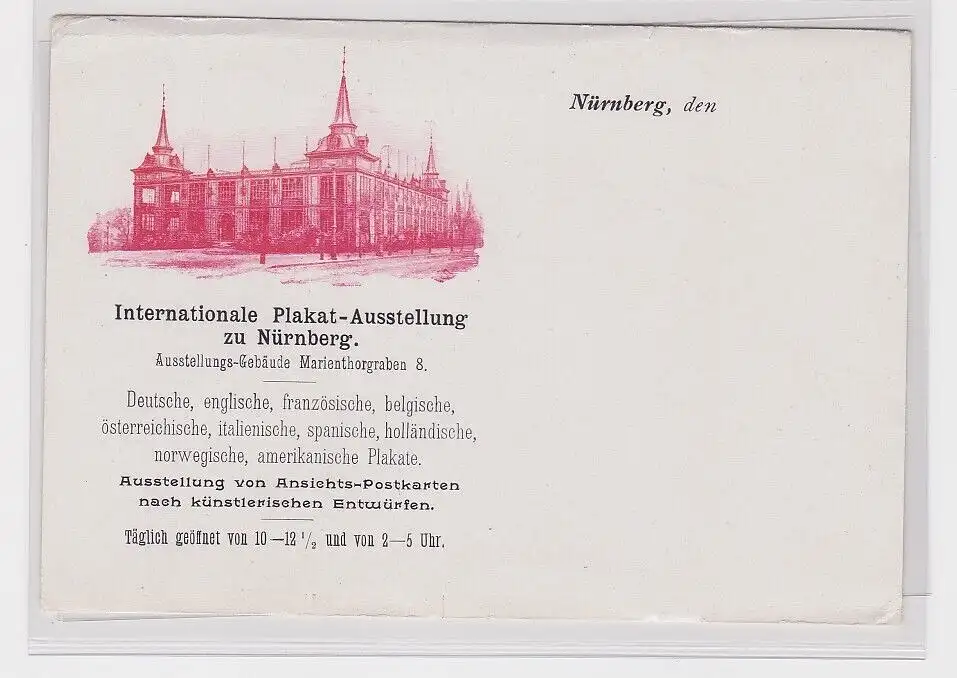 Nürnberg, den
Internationale Plakat-Ausstellung
zu Nürnberg.
Ausstellungs-Gebäude Marienthorgraben 8.
Deutsche, englische, französische, belgische,
österreichische, italienische, spanische, holländische,
norwegische, amerikanische Plakate.
Ausstellung von Ansichts-Postkarten
nach künstlerischen Entwürfen.
Täglich geöffnet von 10—12 1/2 und von 2—5 Uhr.